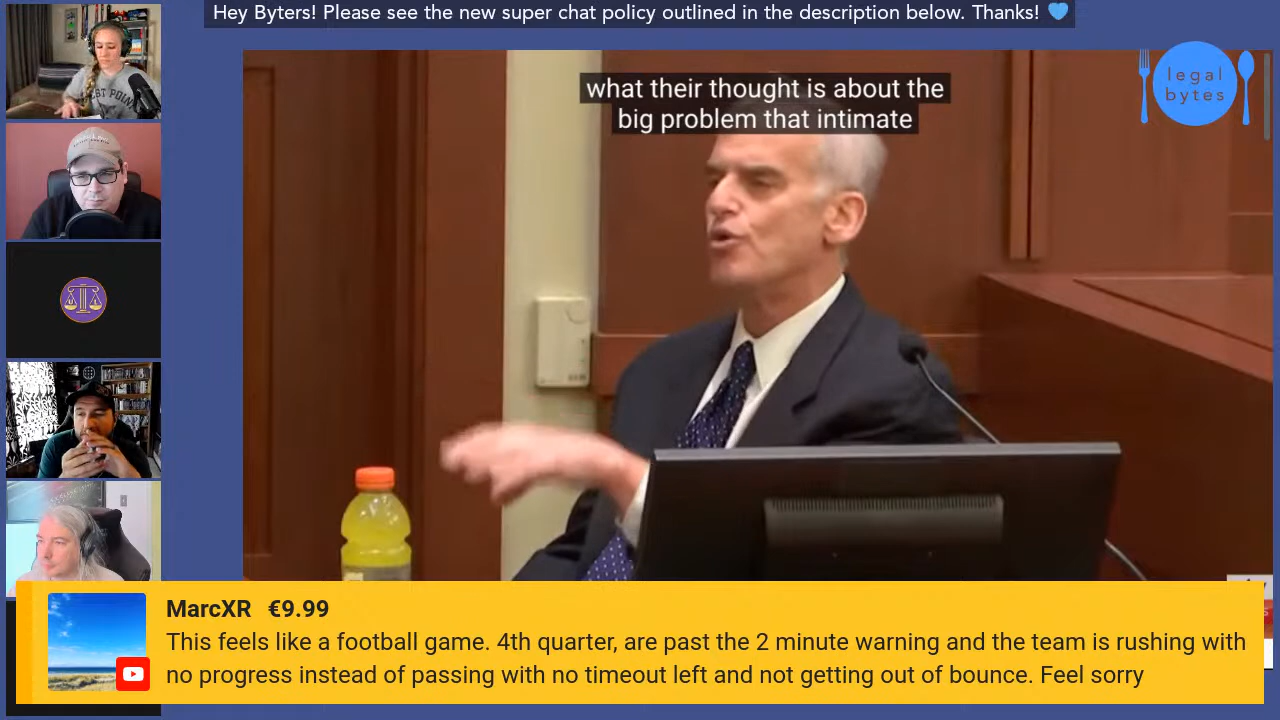 Hey Byters! Please see the new super chat policy outlined in the description below. Thanks! 💙
legal
bytes
what their thought is about the
big problem that intimate
MarcXR €9.99
This feels like a football game. 4th quarter, are past the 2 minute warning and the team is rushing with
no progress instead of passing with no timeout left and not getting out of bounce. Feel sorry